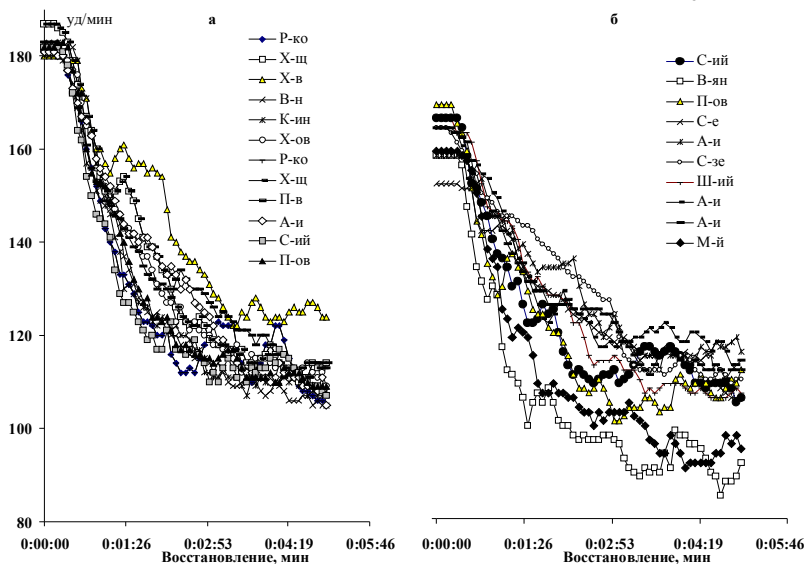 уд/мин
а
б
180
160
140
120
100
80
Р-ко
Х-щ
Х-в
В-н
К-ин
Х-ов
Р-ко
Х-щ
П-в
А-и
С-ий
П-ов
С-ий
В-ян
П-ов
С-е
А-и
С-зе
Ш-ий
А-и
А-и
М-й
0:00:00 0:01:26 0:02:53 0:04:19 0:05:46
Восстановление, мин
0:00:00 0:01:26 0:02:53 0:04:19 0:05:46
Восстановление, мин